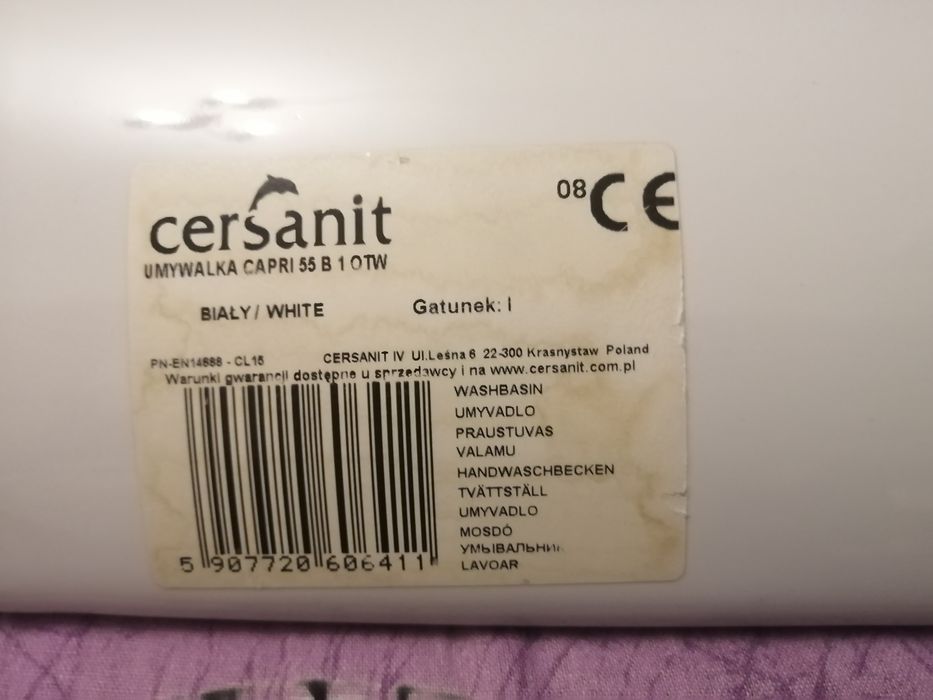 08 CE
cersanit
UMYWALKA CAPRI 55 B 1 OTW
BIAŁY / WHITE Gatunek: I
PN-EN14688 - CL15 CERSANIT IV Ul.Leśna 6 22-300 Krasnystaw Poland
Warunki gwarancji dostępne u sprzedawcy i na www.cersanit.com.pl
WASHBASIN
UMYVADLO
PRAUSTUVAS
VALAMU
HANDWASCHBECKEN
TVÄTTSTÄLL
UMYVADLO
MOSDÓ
УМЫВАЛЬНИК
LAVOAR
5 907720 606411